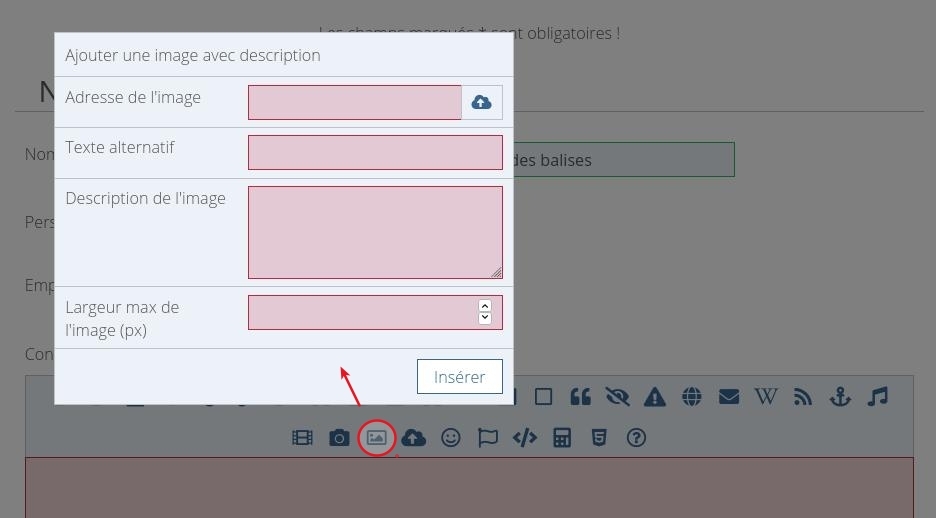 Les champs marqués * sont obligatoires !
Ajouter une image avec description
N
Adresse de l'image
Texte alternatif
Nom
des balises
Description de l'image
Pers
Emp
Largeur max de
l'image (px)
Con
Insérer
W